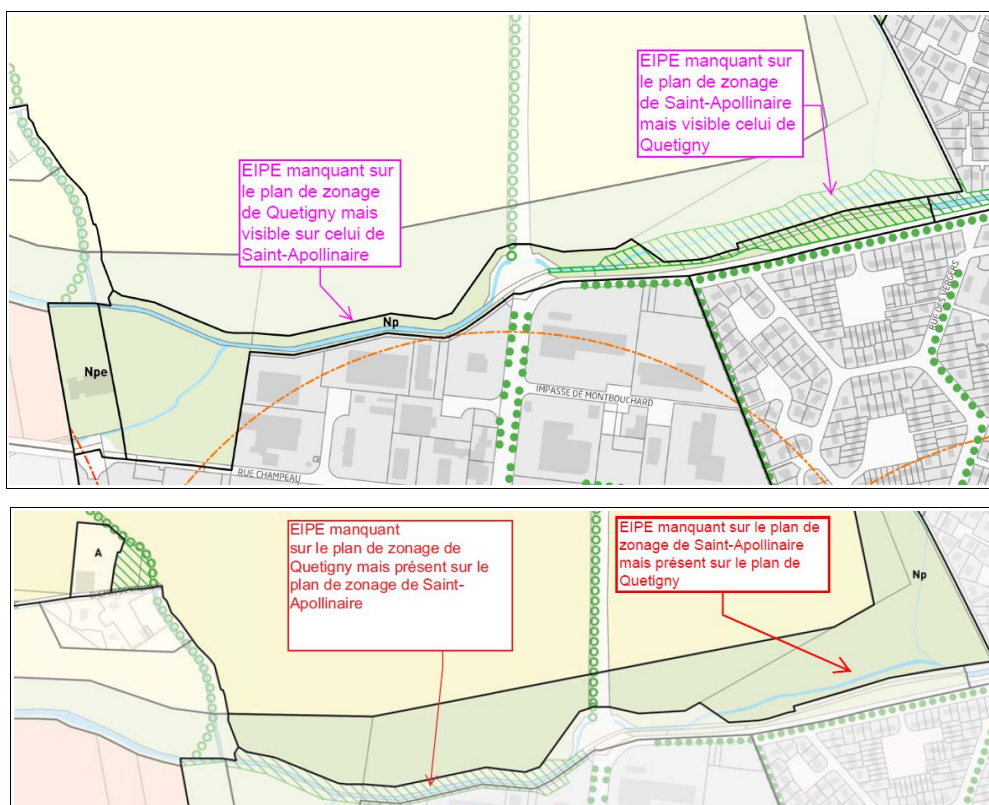 EIPE manquant sur
le plan de zonage
de Saint-Apollinaire
mais visible celui de
Quetigny
EIPE manquant sur
le plan de zonage
de Quetigny mais
visible sur celui de
Saint-Apollinaire
RUE DES VERGERS
Np
Npe
IMPASSE DE MONTBOUCHARD
RUE CHAMPEAU
EIPE manquant
sur le plan de zonage de
Quetigny mais présent sur le
plan de zonage de Saint-
Apollinaire
EIPE manquant sur le plan de
zonage de Saint-Apollinaire
mais présent sur le plan de
Quetigny
A
Np